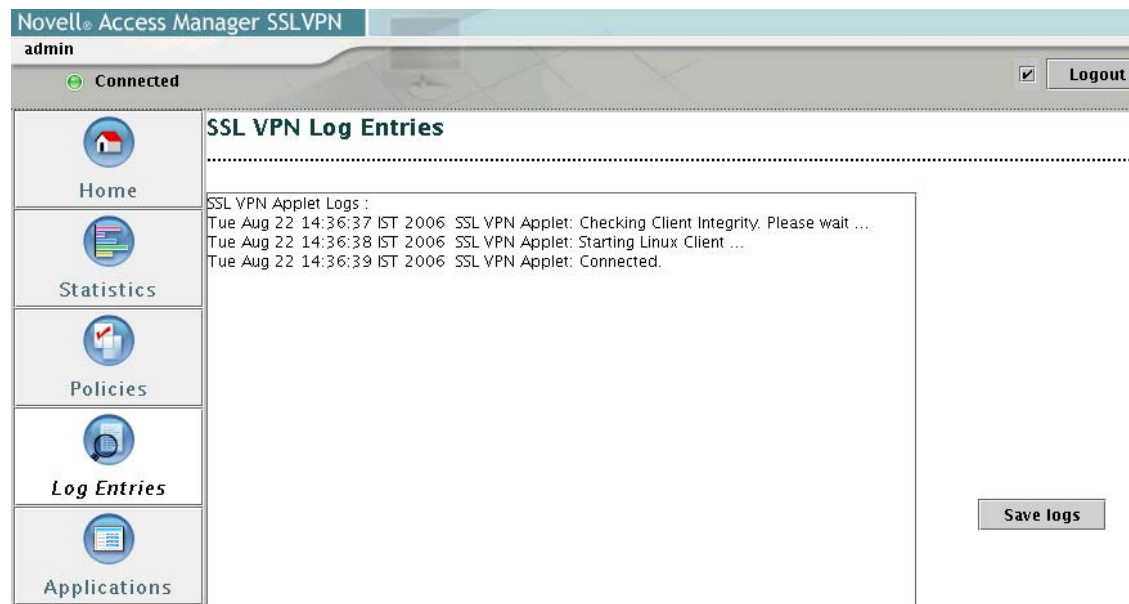 Novell® Access Manager SSLVPN
admin
Connected
Logout
Home
Statistics
Policies
Log Entries
Applications
SSL VPN Log Entries
SSL VPN Applet Logs :
Tue Aug 22 14:36:37 IST 2006 SSL VPN Applet: Checking Client Integrity. Please wait ...
Tue Aug 22 14:36:38 IST 2006 SSL VPN Applet: Starting Linux Client ...
Tue Aug 22 14:36:39 IST 2006 SSL VPN Applet: Connected.
Save logs